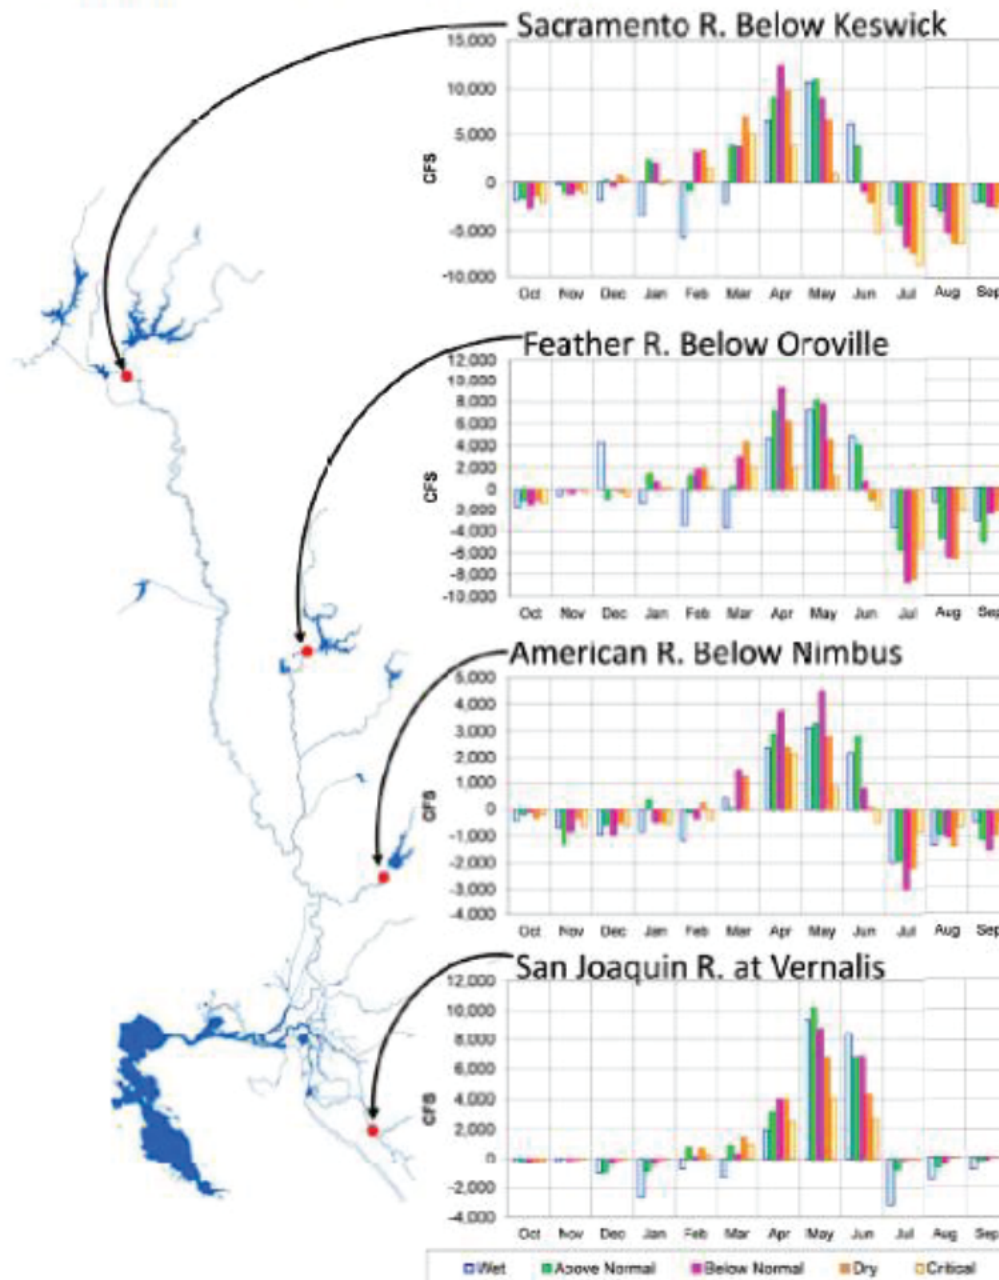 Sacramento R. Below Keswick
15,000
10,000
5,000
0
-5,000
-10,000
CFS
Oct Nov Dec Jan Feb Mar Apr May Jun Jul Aug Sep
Feather R. Below Oroville
12,000
10,000
8,000
6,000
4,000
2,000
0
2,000
-4,000
-6,000
-8,000
-10,000
CFS
Oct Nov Dec Jan Feb Mar Apr May Jun Jul Aug Sep
American R. Below Nimbus
5,000
4,000
3,000
2,000
1,000
0
-1,000
-2,000
-3,000
-4,000
CFS
Oct Nov Dec Jan Feb Mar Apr May Jun Jul Aug Sep
San Joaquin R. at Vernalis
12,000
10,000
8,000
6,000
4,000
2,000
0
-2,000
-4,000
CFS
Oct Nov Dec Jan Feb Mar Apr May Jun Jul Aug Sep
Wet Above Normal Below Normal Dry Critical